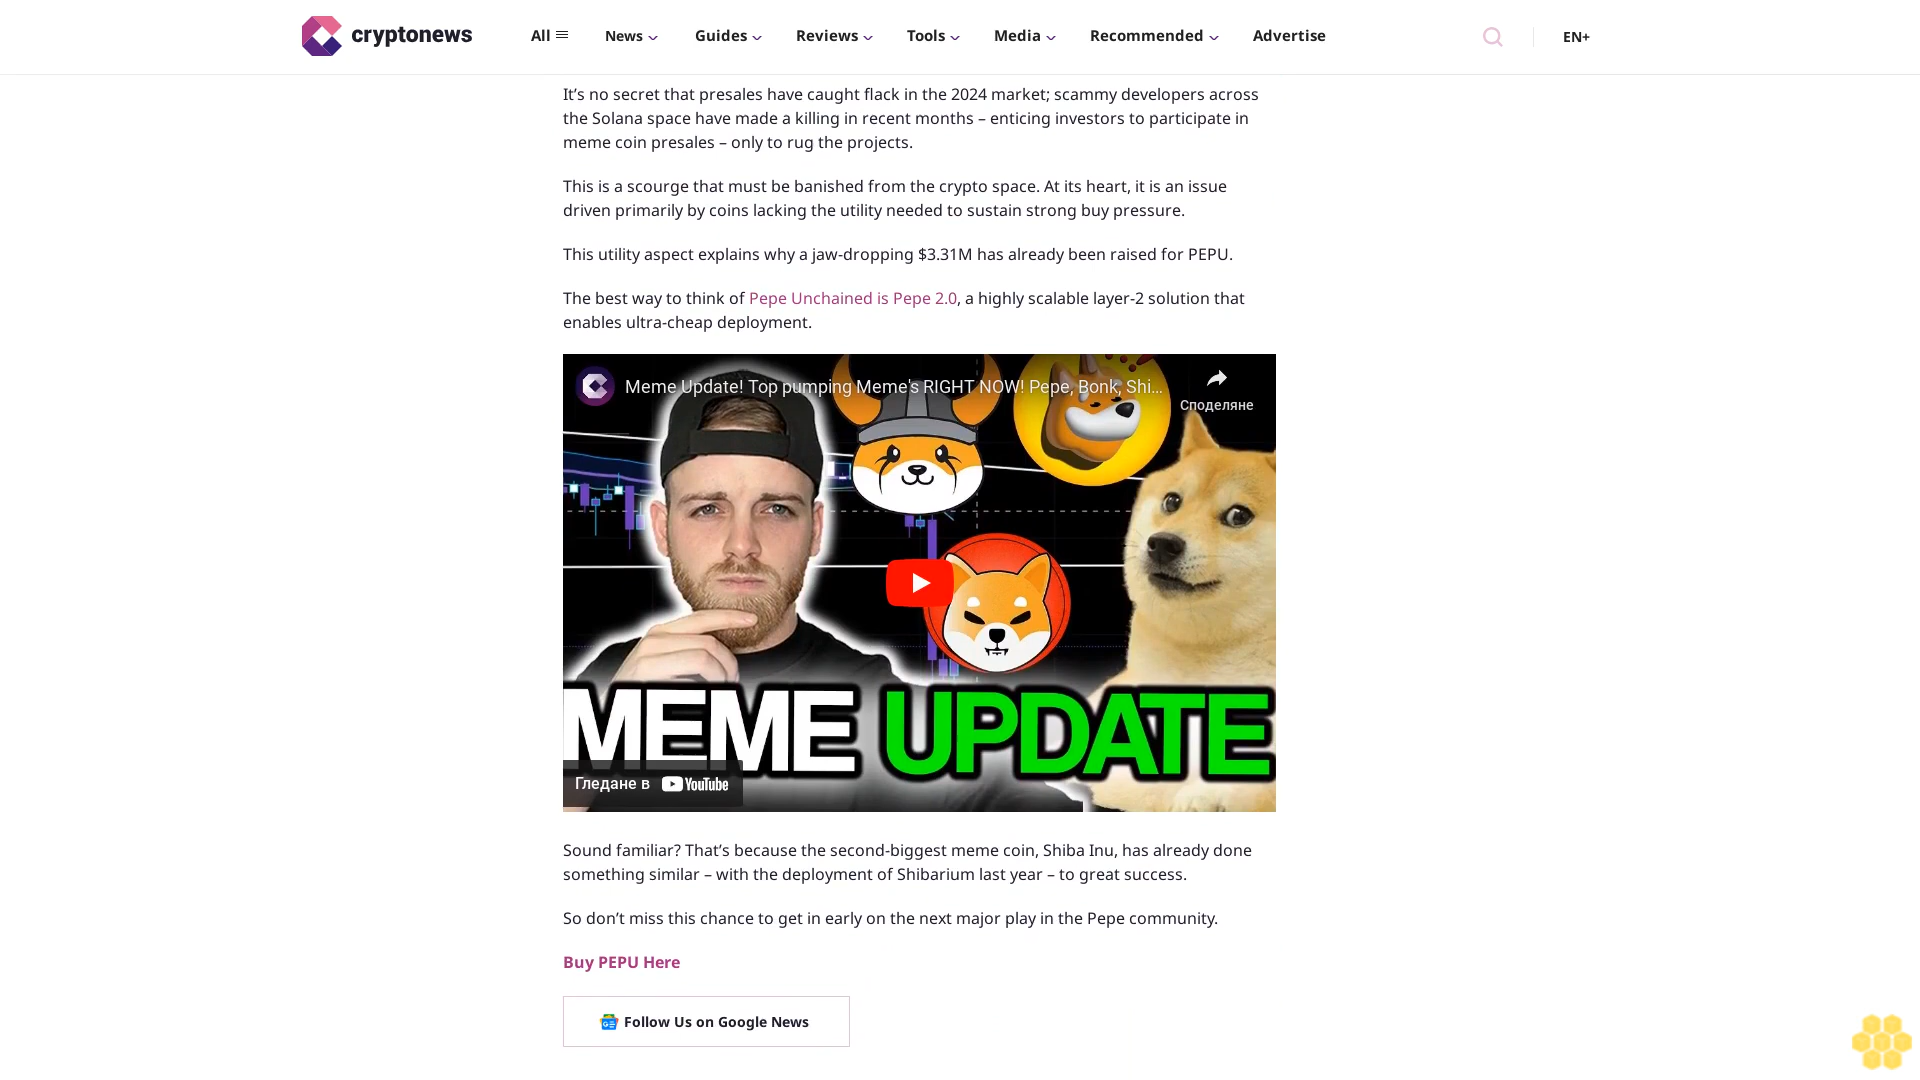 cryptonews
All
News
Guides
Reviews
Tools
Media
Recommended
Advertise
EN+
It’s no secret that presales have caught flack in the 2024 market; scammy developers across
the Solana space have made a killing in recent months – enticing investors to participate in
meme coin presales – only to rug the projects.
This is a scourge that must be banished from the crypto space. At its heart, it is an issue
driven primarily by coins lacking the utility needed to sustain strong buy pressure.
This utility aspect explains why a jaw-dropping $3.31M has already been raised for PEPU.
The best way to think of Pepe Unchained is Pepe 2.0, a highly scalable layer-2 solution that
enables ultra-cheap deployment.
Meme Update! Top pumping Meme's RIGHT NOW! Pepe, Bonk, Shi...
Споделяне
MEME UPDATE
Гледане в YouTube
Sound familiar? That’s because the second-biggest meme coin, Shiba Inu, has already done
something similar – with the deployment of Shibarium last year – to great success.
So don’t miss this chance to get in early on the next major play in the Pepe community.
Buy PEPU Here
Follow Us on Google News